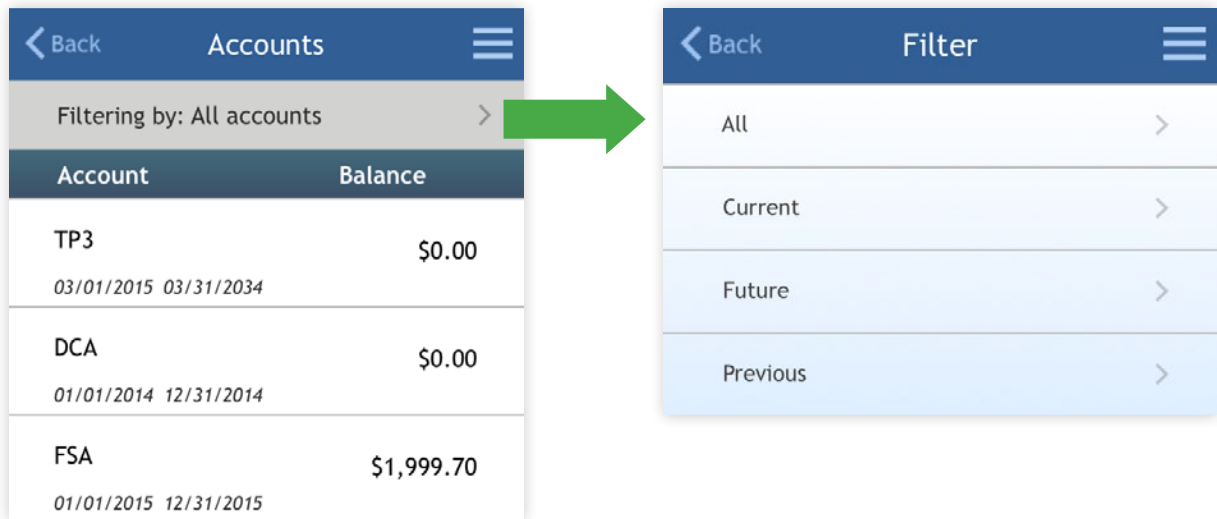 Back Accounts
Filtering by: All accounts
Account Balance
TP3 $0.00
03/01/2015 03/31/2034
DCA $0.00
01/01/2014 12/31/2014
FSA $1,999.70
01/01/2015 12/31/2015
Back Filter
All
Current
Future
Previous